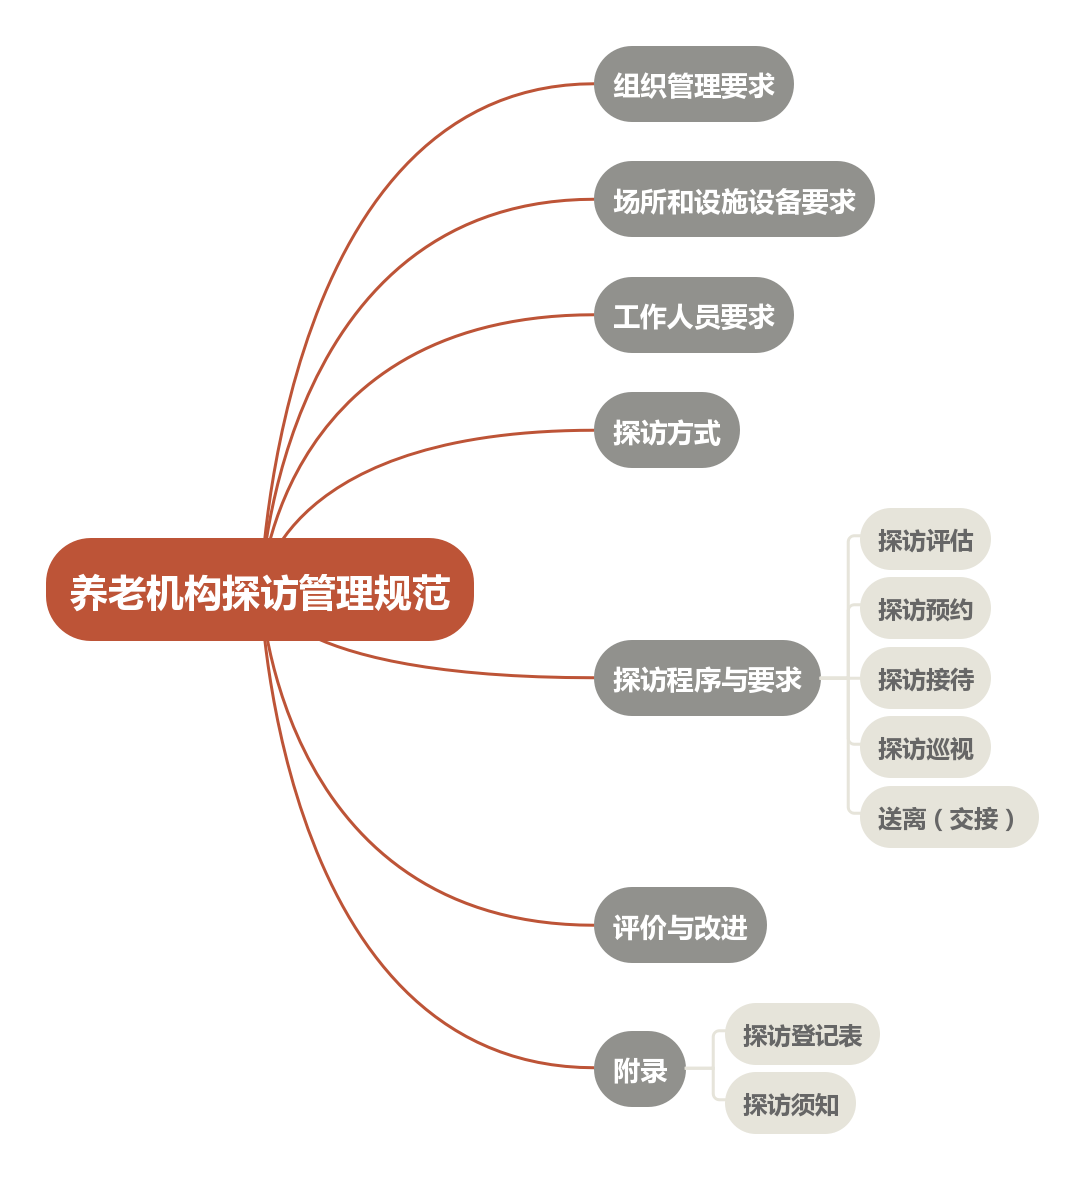 养老机构探访管理规范
组织管理要求
场所和设施设备要求
工作人员要求
探访方式
探访程序与要求
探访评估
探访预约
探访接待
探访巡视
送离（交接）
评价与改进
附录
探访登记表
探访须知